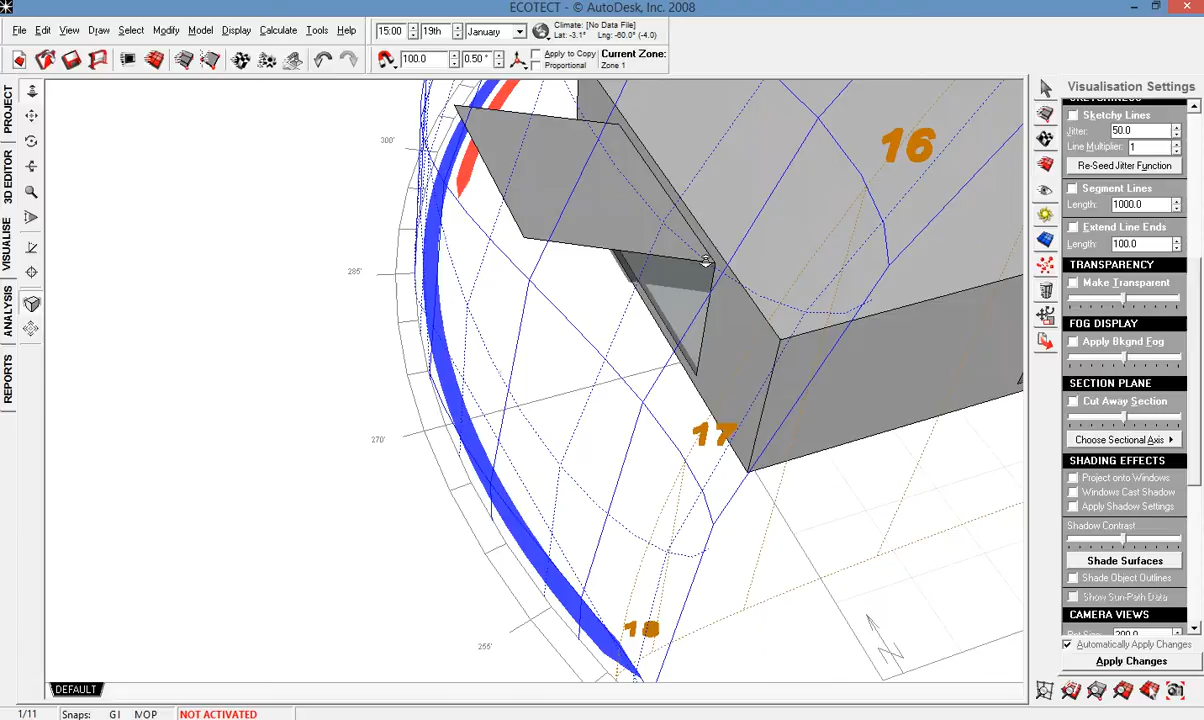 ECOTECT - © AutoDesk, Inc. 2008
File Edit View Draw Select Modify Model Display Calculate Tools Help
15:00 19th January
Climate: [No Data File]
Lat: -3.1° Lng: -60.0° (-4.0)
100.0 0.50 °
Apply to Copy
Proportional
Current Zone:
Zone 1
PROJECT
3D EDITOR
VISUALISE
ANALYSIS
REPORTS
300'
285'
270'
255'
16
17
18
N
Visualisation Settings
SKETCHINESS
Sketchy Lines
Jitter: 50.0
Line Multiplier: 1
Re-Seed Jitter Function
Segment Lines
Length: 1000.0
Extend Line Ends
Length: 100.0
TRANSPARENCY
Make Transparent
FOG DISPLAY
Apply Bkgnd Fog
SECTION PLANE
Cut Away Section
Choose Sectional Axis
SHADING EFFECTS
Project onto Windows
Windows Cast Shadow
Apply Shadow Settings
Shadow Contrast
Shade Surfaces
Shade Object Outlines
Show Sun-Path Data
CAMERA VIEWS
200.0
Automatically Apply Changes
Apply Changes
DEFAULT
1/11 Snaps: GI MOP NOT ACTIVATED